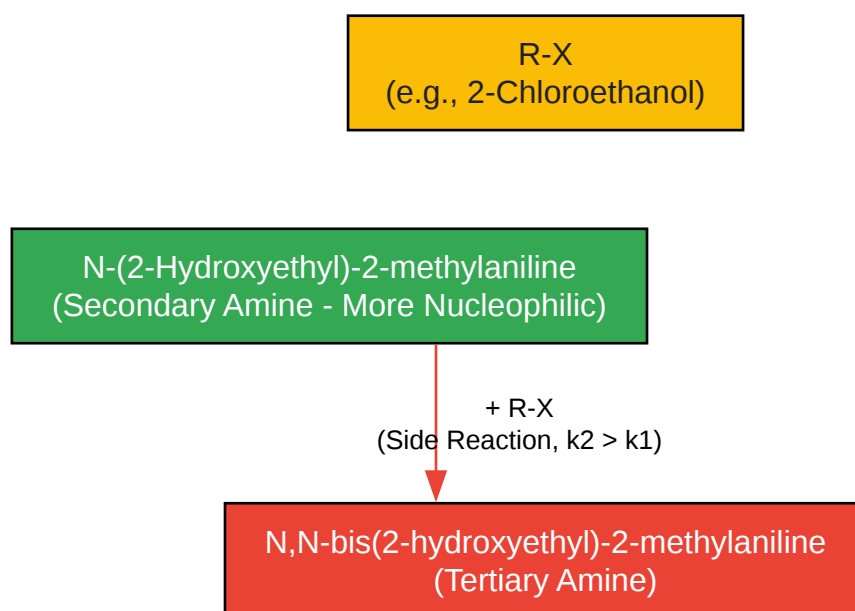 R-X
(e.g., 2-Chloroethanol)
N-(2-Hydroxyethyl)-2-methylaniline
(Secondary Amine - More Nucleophilic)
+ R-X
(Side Reaction, k2 > k1)
N,N-bis(2-hydroxyethyl)-2-methylaniline
(Tertiary Amine)